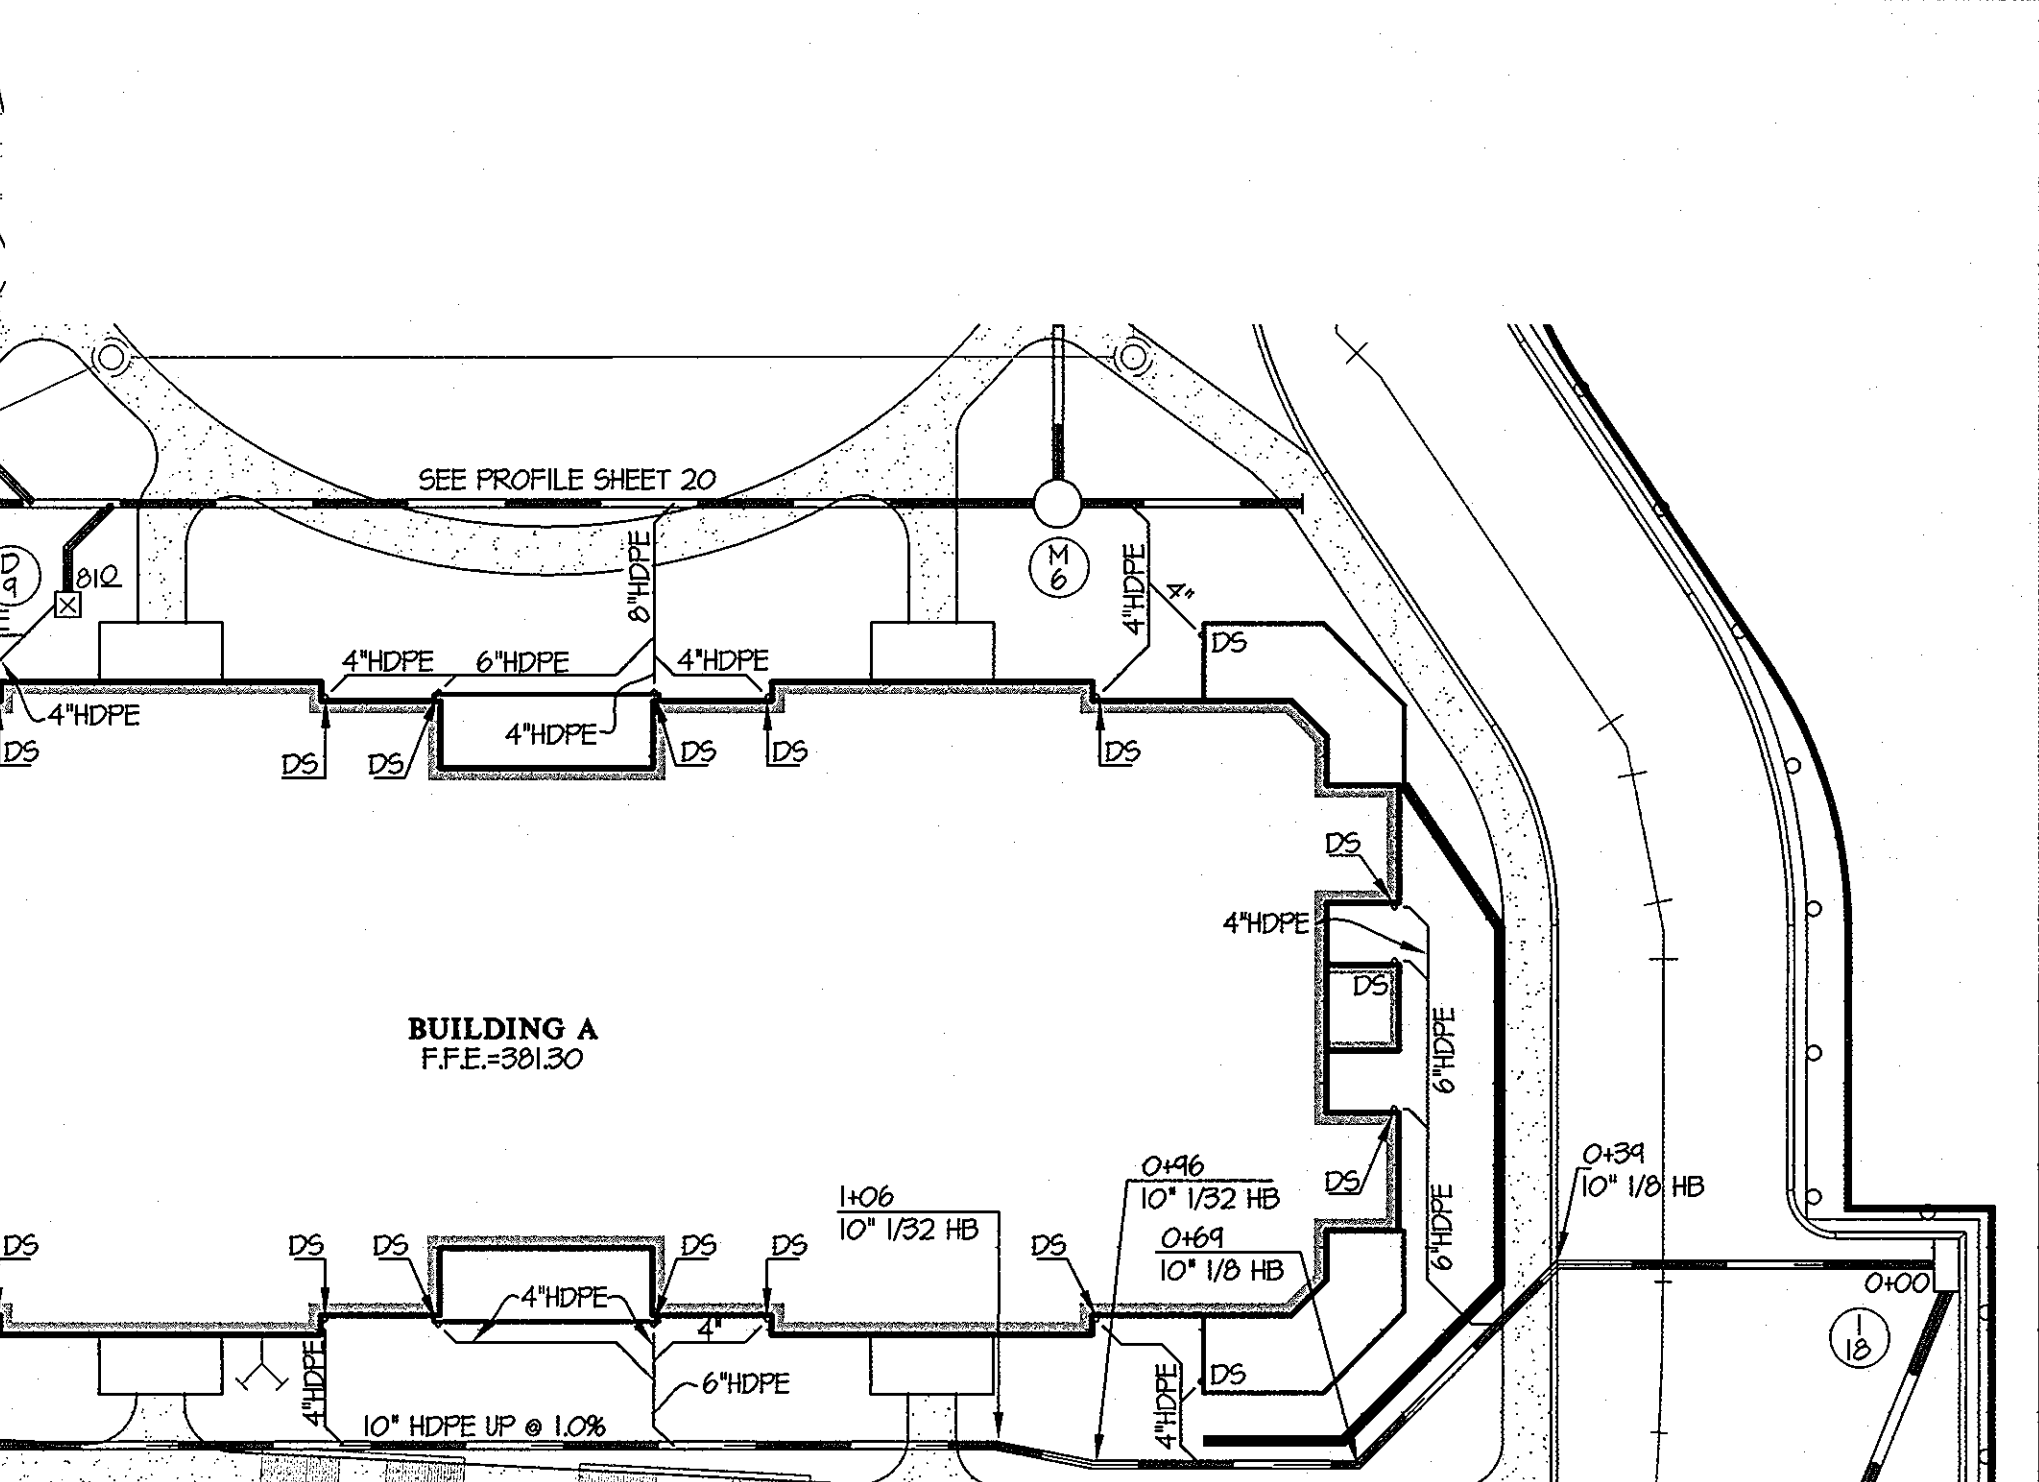 SEE PROFILE SHEET 20
D
9
81Ω
8"HDPE
M
6
4"HDPE
4"
DS
4"HDPE
6"HDPE
4"HDPE
4"HDPE
4"HDPE
DS
DS
DS
DS
DS
DS
DS
4"HDPE
DS
6"HDPE
BUILDING A
F.F.E.=381.30
0+39
10" 1/8 HB
0+96
10" 1/32 HB
DS
1+06
10" 1/32 HB
6"HDPE
0+69
10" 1/8 HB
DS
DS
DS
DS
DS
DS
0+00
4"HDPE
4"
I
18
4"HDPE
6"HDPE
DS
4"HDPE
10" HDPE UP @ 1.0%